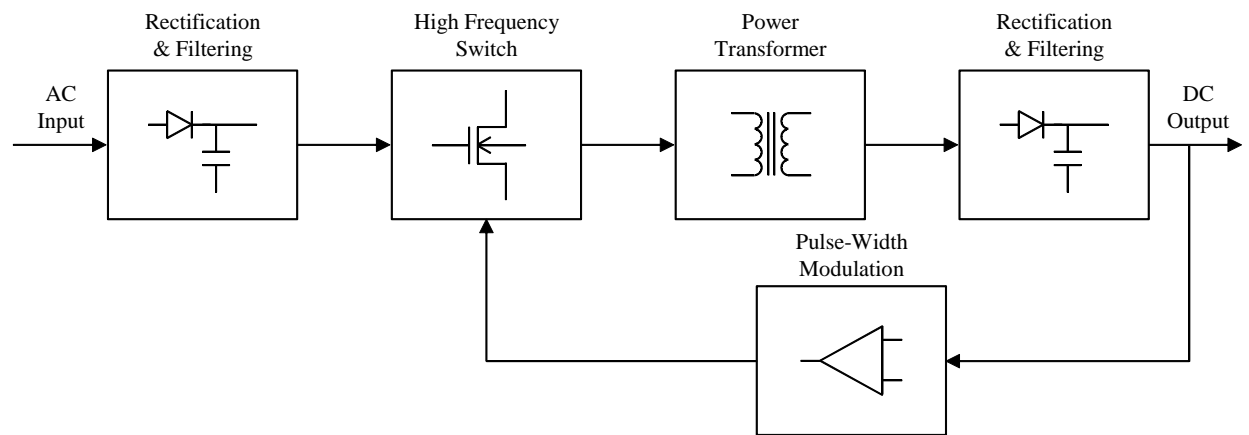 Rectification
& Filtering
High Frequency
Switch
Power
Transformer
Rectification
& Filtering
AC
Input
DC
Output
Pulse-Width
Modulation